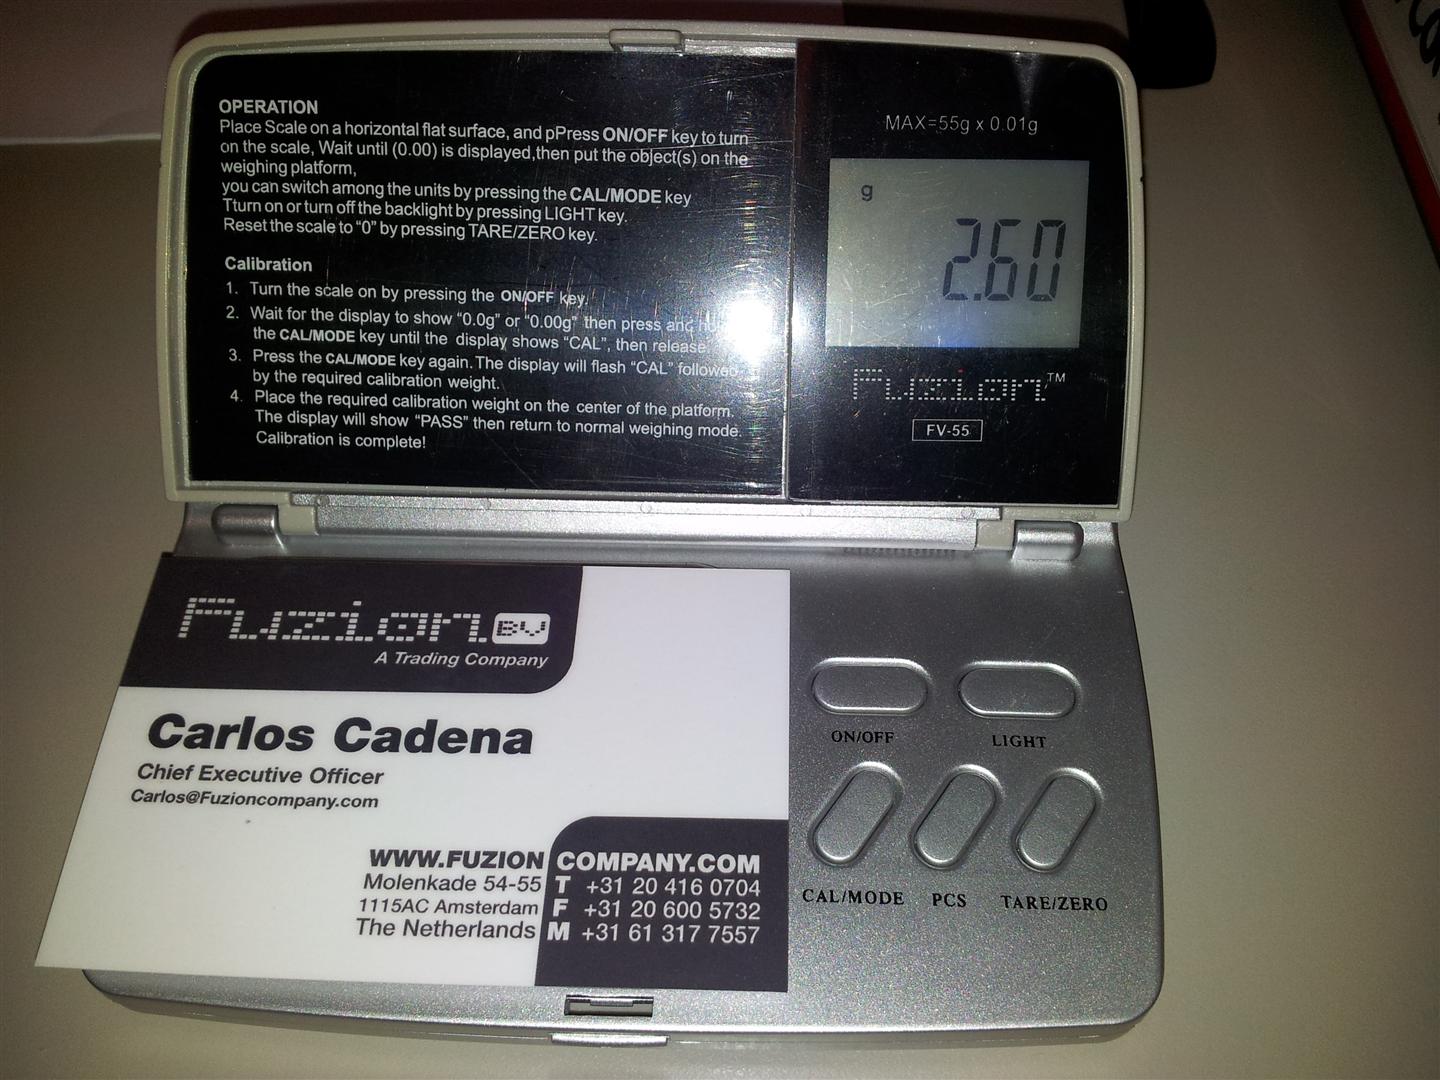 OPERATION
Place Scale on a horizontal flat surface, and pPress ON/OFF key to turn
on the scale, Wait until (0.00) is displayed,then put the object(s) on the
weighing platform,
you can switch among the units by pressing the CAL/MODE key
Tturn on or turn off the backlight by pressing LIGHT key.
Reset the scale to “0” by pressing TARE/ZERO key.
Calibration
1. Turn the scale on by pressing the ON/OFF key.
2. Wait for the display to show “0.0g” or “0.00g” then press and
the CAL/MODE key until the display shows “CAL”, then release.
3. Press the CAL/MODE key again. The display will flash “CAL” followed
by the required calibration weight.
4. Place the required calibration weight on the center of the platform.
The display will show “PASS” then return to normal weighing mode.
Calibration is complete!
MAX=55g x 0.01g
g
2.60
Fuzion™
FV-55
Fuzion BV
A Trading Company
Carlos Cadena
Chief Executive Officer
Carlos@Fuzioncompany.com
WWW.FUZION COMPANY.COM
Molenkade 54-55 T +31 20 416 0704
1115AC Amsterdam F +31 20 600 5732
The Netherlands M +31 61 317 7557
ON/OFF LIGHT
CAL/MODE PCS TARE/ZERO